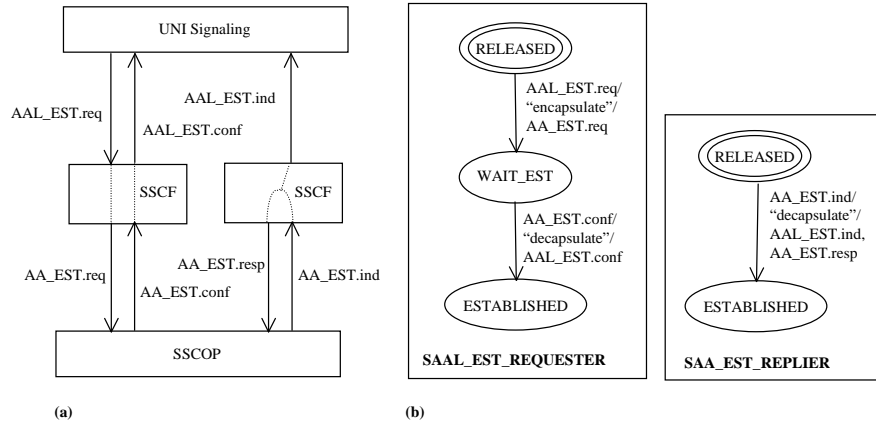 UNI Signaling
AAL_EST.req
AAL_EST.conf
AAL_EST.ind
SSCF
SSCF
AA_EST.req
AA_EST.conf
AA_EST.resp
AA_EST.ind
SSCOP
(a)
RELEASED
AAL_EST.req/
“encapsulate”/
AA_EST.req
WAIT_EST
AA_EST.conf/
“decapsulate”/
AAL_EST.conf
ESTABLISHED
SAAL_EST_REQUESTER
RELEASED
AA_EST.ind/
“decapsulate”/
AAL_EST.ind,
AA_EST.resp
ESTABLISHED
SAA_EST_REPLIER
(b)